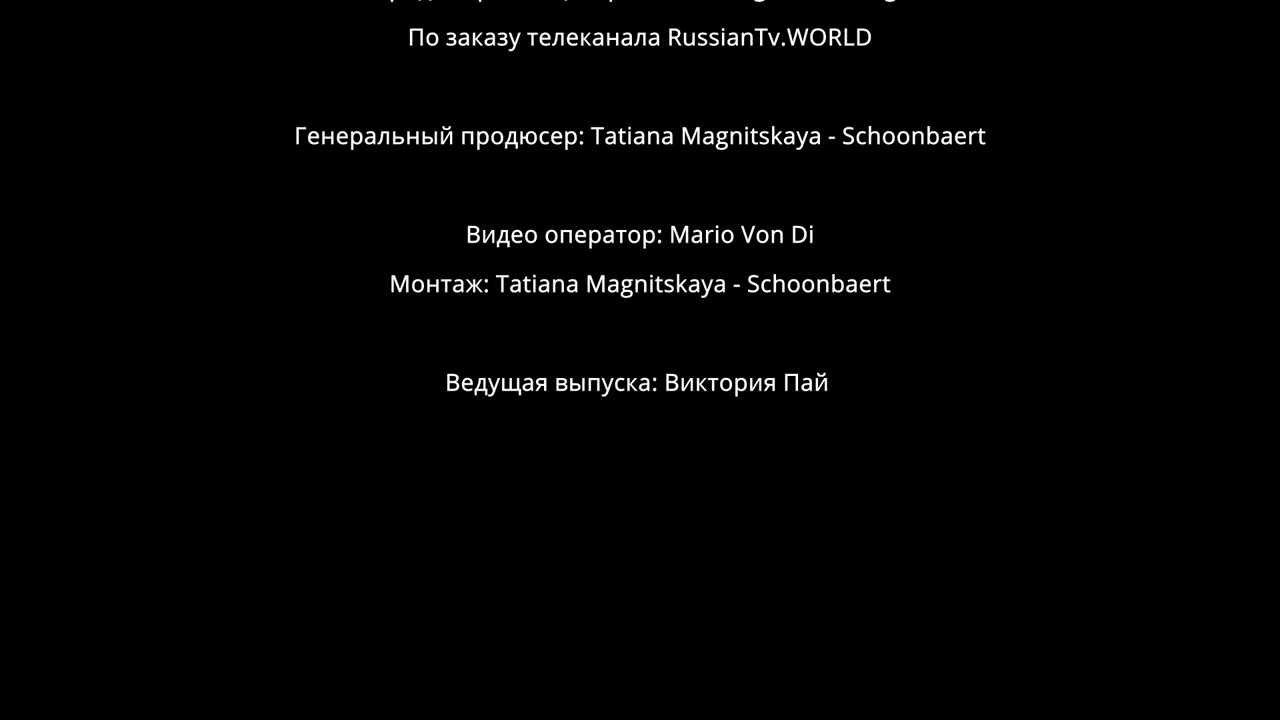 По заказу телеканала RussianTv.WORLD
Генеральный продюсер: Tatiana Magnitskaya - Schoonbaert
Видео оператор: Mario Von Di
Монтаж: Tatiana Magnitskaya - Schoonbaert
Ведущая выпуска: Виктория Пай